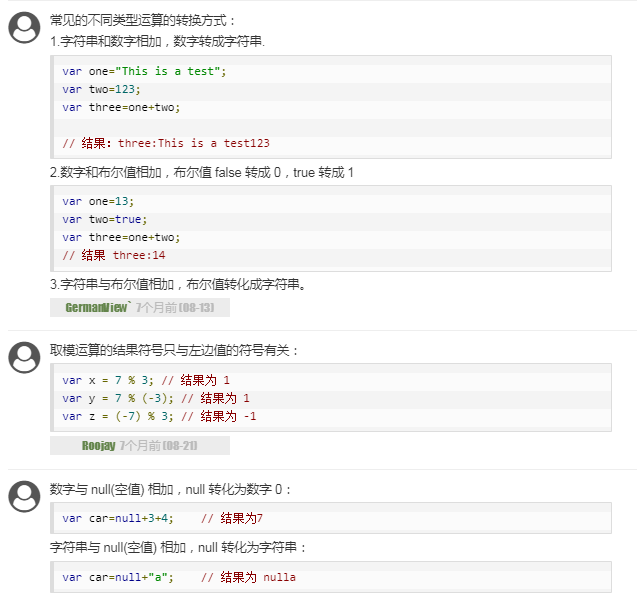 常见的不同类型运算的转换方式：
1.字符串和数字相加，数字转成字符串.
var one="This is a test";
var two=123;
var three=one+two;
// 结果：three:This is a test123
2.数字和布尔值相加，布尔值 false 转成 0，true 转成 1
var one=13;
var two=true;
var three=one+two;
// 结果 three:14
3.字符串与布尔值相加，布尔值转化成字符串。
GermanView` 7个月前 (08-13)
取模运算的结果符号只与左边值的符号有关：
var x = 7 % 3; // 结果为 1
var y = 7 % (-3); // 结果为 1
var z = (-7) % 3; // 结果为 -1
Roojay 7个月前 (08-21)
数字与 null(空值) 相加，null 转化为数字 0：
var car=null+3+4; // 结果为7
字符串与 null(空值) 相加，null 转化为字符串：
var car=null+"a"; // 结果为 nulla